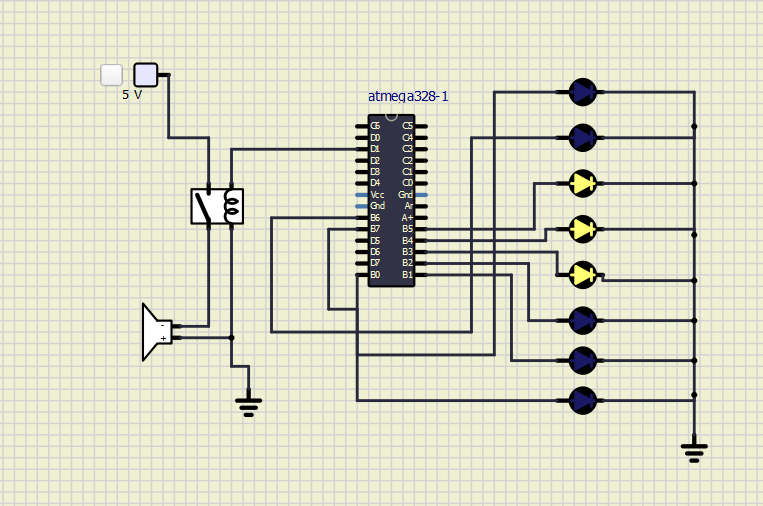 5 V
atmega328-1
C6 C5
D0 C4
D1 C3
D2 C2
D3 C1
D4 C0
Vcc Gnd
Gnd Ar
B6 A+
B7 B5
D5 B4
D6 B3
D7 B2
B0 B1
-
+